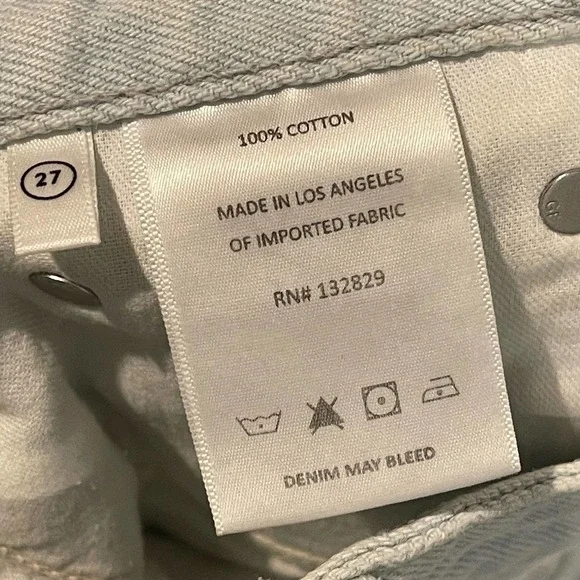 100% COTTON
27
MADE IN LOS ANGELES
OF IMPORTED FABRIC
RN# 132829
DENIM MAY BLEED